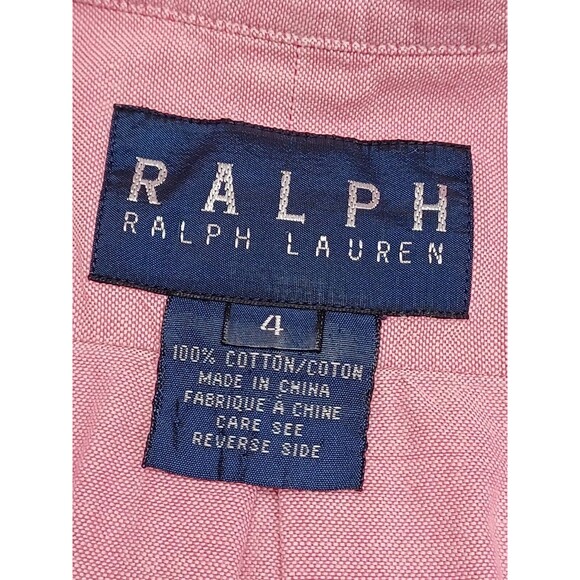 RALPH
RALPH LAUREN
4
100% COTTON/COTON
MADE IN CHINA
FABRIQUE À CHINE
CARE SEE
REVERSE SIDE